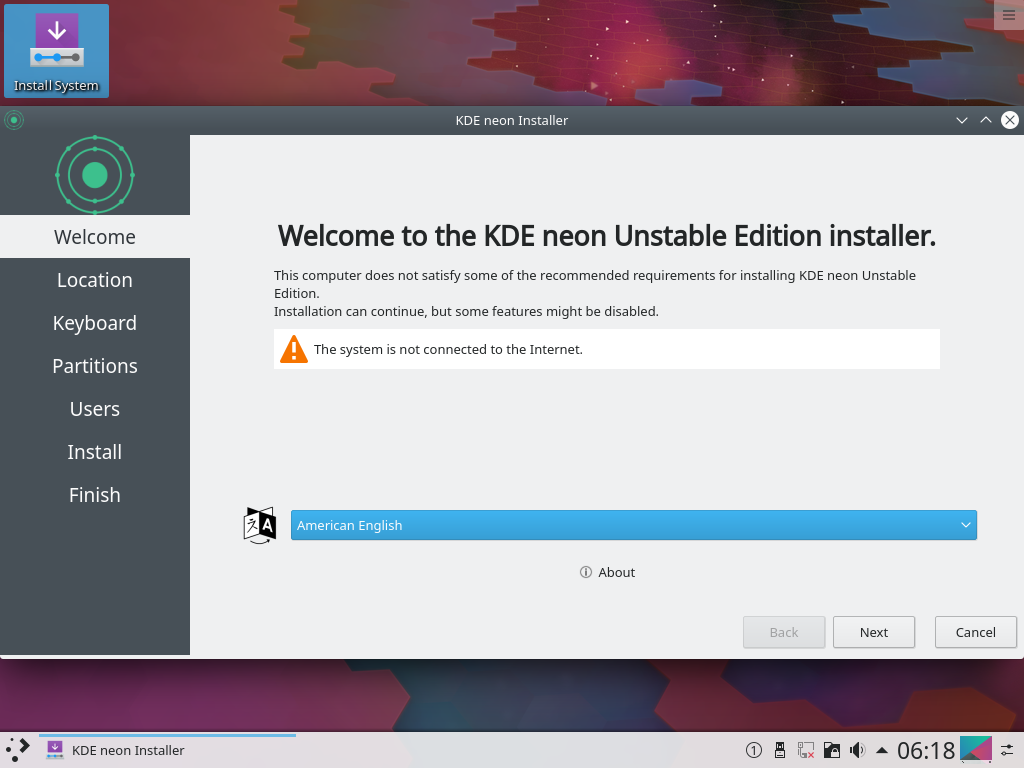 Install System
KDE neon Installer
Welcome
Location
Keyboard
Partitions
Users
Install
Finish
Welcome to the KDE neon Unstable Edition installer.
This computer does not satisfy some of the recommended requirements for installing KDE neon Unstable
Edition.
Installation can continue, but some features might be disabled.
The system is not connected to the Internet.
American English
About
Back
Next
Cancel
KDE neon Installer
1
06:18